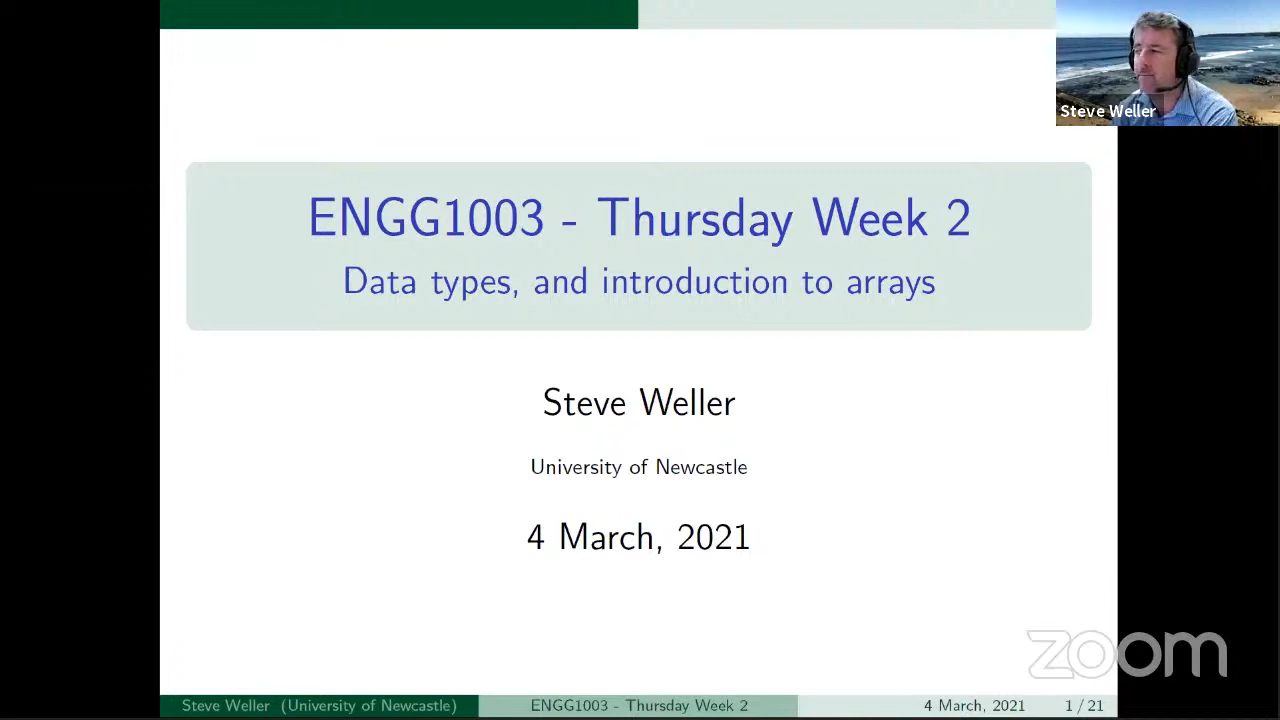 Steve Weller
ENGG1003 - Thursday Week 2
Data types, and introduction to arrays
Steve Weller
University of Newcastle
4 March, 2021
zoom
Steve Weller (University of Newcastle)
ENGG1003 - Thursday Week 2
4 March, 2021
1 / 21